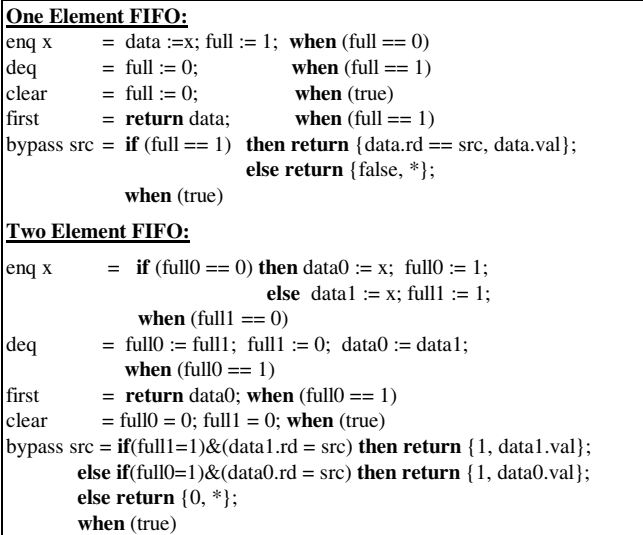 One Element FIFO:
enq x = data :=x; full := 1; when (full == 0)
deq = full := 0; when (full == 1)
clear = full := 0; when (true)
first = return data; when (full == 1)
bypass src = if (full == 1) then return {data.rd == src, data.val};
else return {false, *};
when (true)
Two Element FIFO:
enq x = if (full0 == 0) then data0 := x; full0 := 1;
else data1 := x; full1 := 1;
when (full1 == 0)
deq = full0 := full1; full1 := 0; data0 := data1;
when (full0 == 1)
first = return data0; when (full0 == 1)
clear = full0 = 0; full1 = 0; when (true)
bypass src = if(full1=1)&(data1.rd = src) then return {1, data1.val};
else if(full0=1)&(data0.rd = src) then return {1, data0.val};
else return {0, *};
when (true)